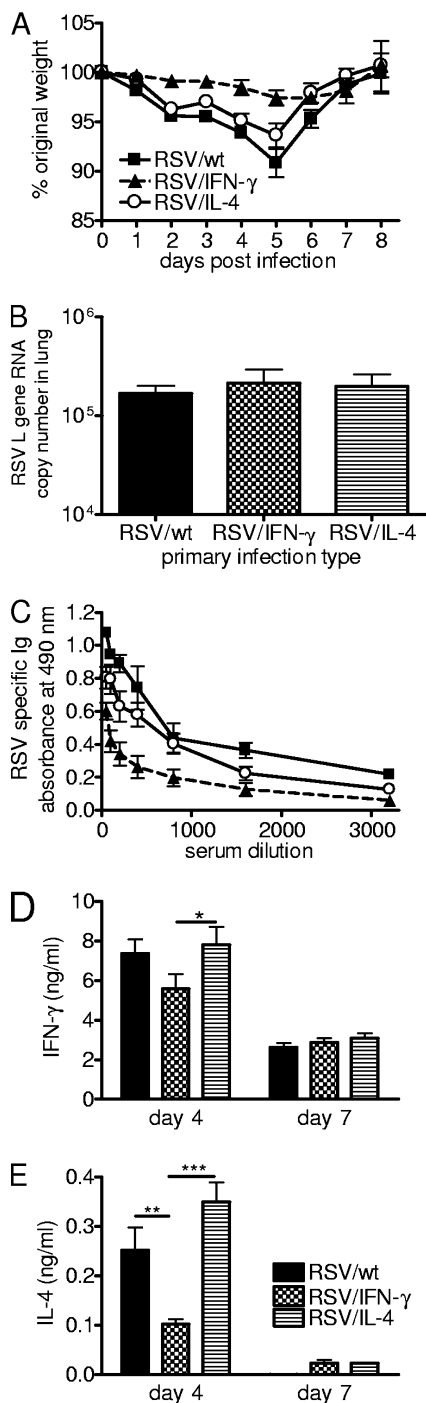 A
% original weight
100
95
90
85
RSV/wt
RSV/IFN-γ
RSV/IL-4
0 1 2 3 4 5 6 7 8
days post infection
B
RSV L gene RNA
copy number in lung
10⁶
10⁵
10⁴
RSV/wt RSV/IFN-γ RSV/IL-4
primary infection type
C
RSV specific Ig
absorbance at 490 nm
1.2
1.0
0.8
0.6
0.4
0.2
0.0
0 1000 2000 3000
serum dilution
D
IFN-γ (ng/ml)
10
8
6
4
2
0
*
day 4 day 7
E
IL-4 (ng/ml)
0.4
0.3
0.2
0.1
0.0
***
**
RSV/wt
RSV/IFN-γ
RSV/IL-4
day 4 day 7